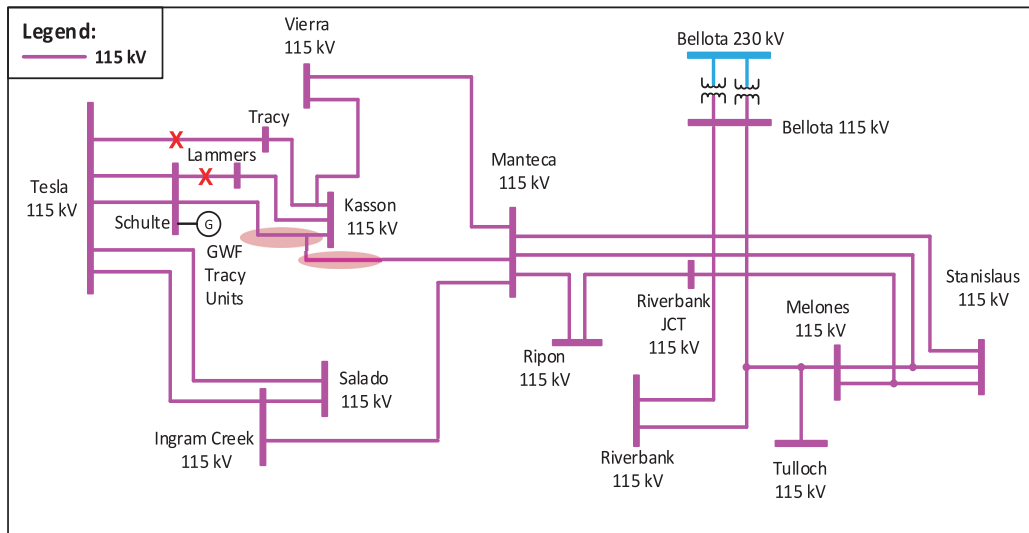 Legend:
115 kV
Vierra
115 kV
Bellota 230 kV
Bellota 115 kV
Tracy
X
Lammers
X
Manteca
115 kV
Tesla
115 kV
Kasson
115 kV
Schulte
G
GWF
Tracy
Units
Stanislaus
115 kV
Riverbank
JCT
115 kV
Melones
115 kV
Ripon
115 kV
Salado
115 kV
Ingram Creek
115 kV
Riverbank
115 kV
Tulloch
115 kV